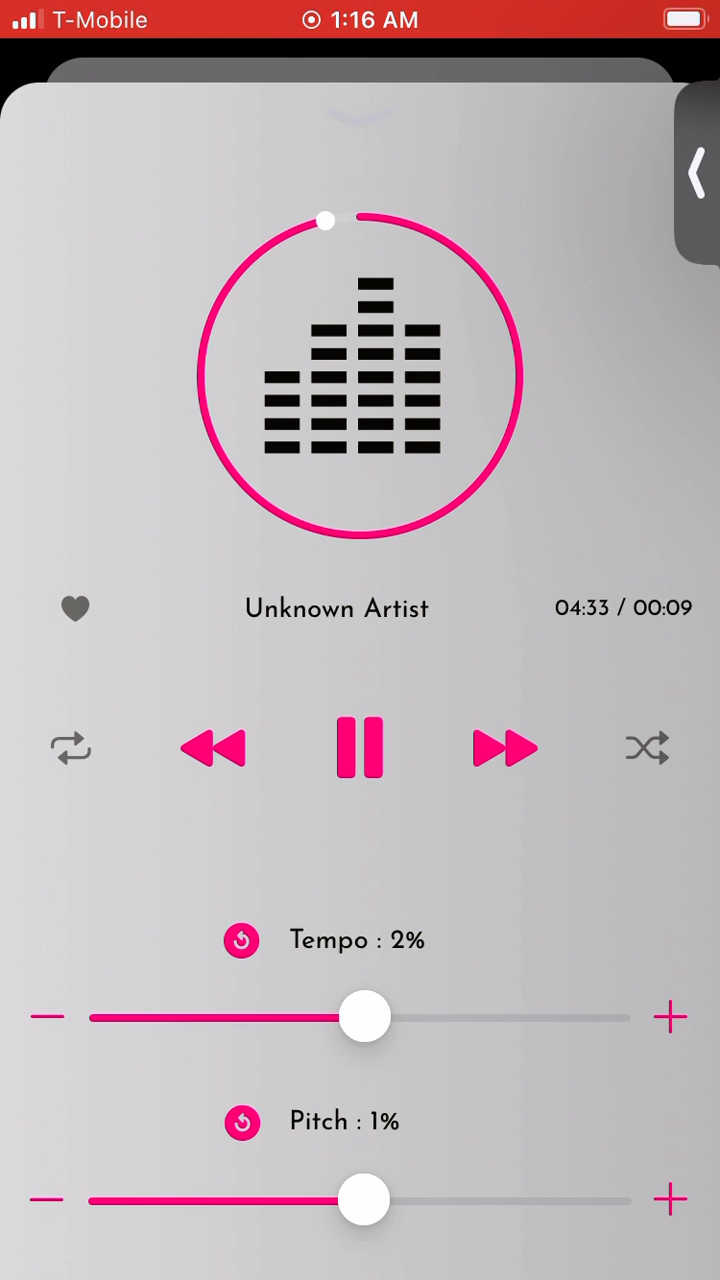 T-Mobile 1:16 AM
Unknown Artist 04:33 / 00:09
Tempo : 2%
Pitch : 1%